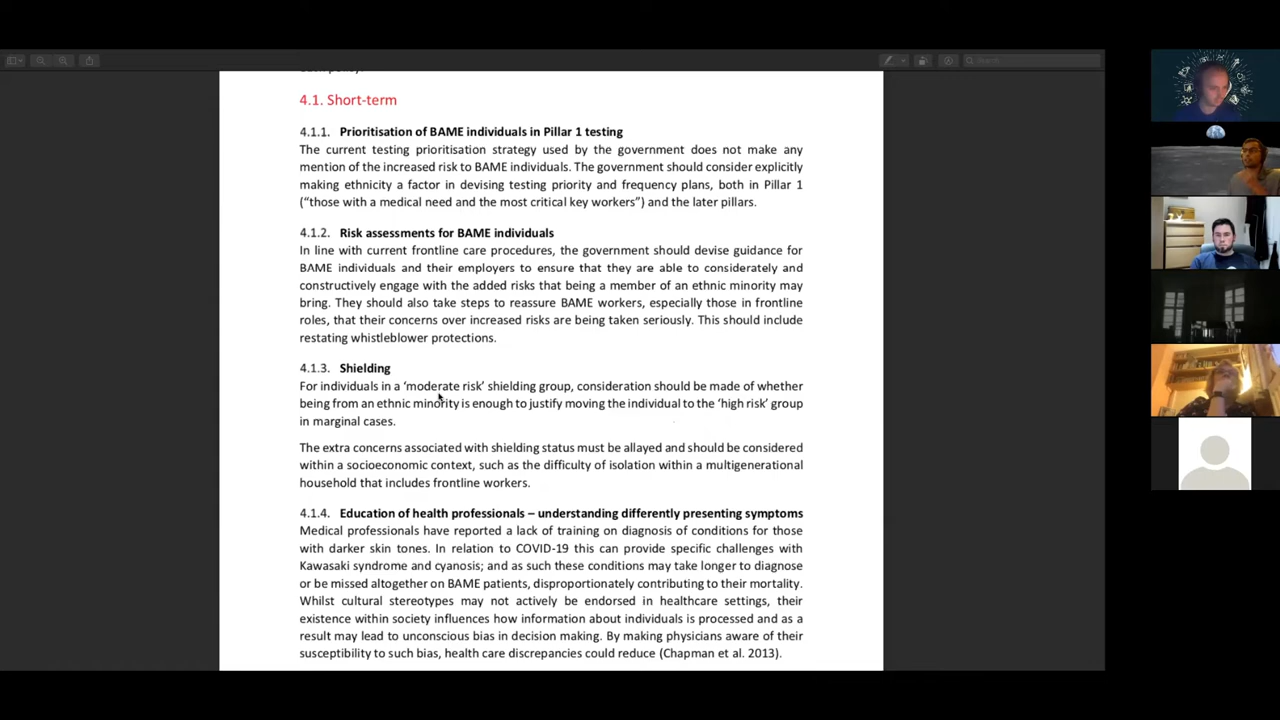 4.1. Short-term
4.1.1. Prioritisation of BAME individuals in Pillar 1 testing
The current testing prioritisation strategy used by the government does not make any
mention of the increased risk to BAME individuals. The government should consider explicitly
making ethnicity a factor in devising testing priority and frequency plans, both in Pillar 1
(“those with a medical need and the most critical key workers”) and the later pillars.
4.1.2. Risk assessments for BAME individuals
In line with current frontline care procedures, the government should devise guidance for
BAME individuals and their employers to ensure that they are able to considerately and
constructively engage with the added risks that being a member of an ethnic minority may
bring. They should also take steps to reassure BAME workers, especially those in frontline
roles, that their concerns over increased risks are being taken seriously. This should include
restating whistleblower protections.
4.1.3. Shielding
For individuals in a ‘moderate risk’ shielding group, consideration should be made of whether
being from an ethnic minority is enough to justify moving the individual to the ‘high risk’ group
in marginal cases.
The extra concerns associated with shielding status must be allayed and should be considered
within a socioeconomic context, such as the difficulty of isolation within a multigenerational
household that includes frontline workers.
4.1.4. Education of health professionals – understanding differently presenting symptoms
Medical professionals have reported a lack of training on diagnosis of conditions for those
with darker skin tones. In relation to COVID-19 this can provide specific challenges with
Kawasaki syndrome and cyanosis; and as such these conditions may take longer to diagnose
or be missed altogether on BAME patients, disproportionately contributing to their mortality.
Whilst cultural stereotypes may not actively be endorsed in healthcare settings, their
existence within society influences how information about individuals is processed and as a
result may lead to unconscious bias in decision making. By making physicians aware of their
susceptibility to such bias, health care discrepancies could reduce (Chapman et al. 2013).